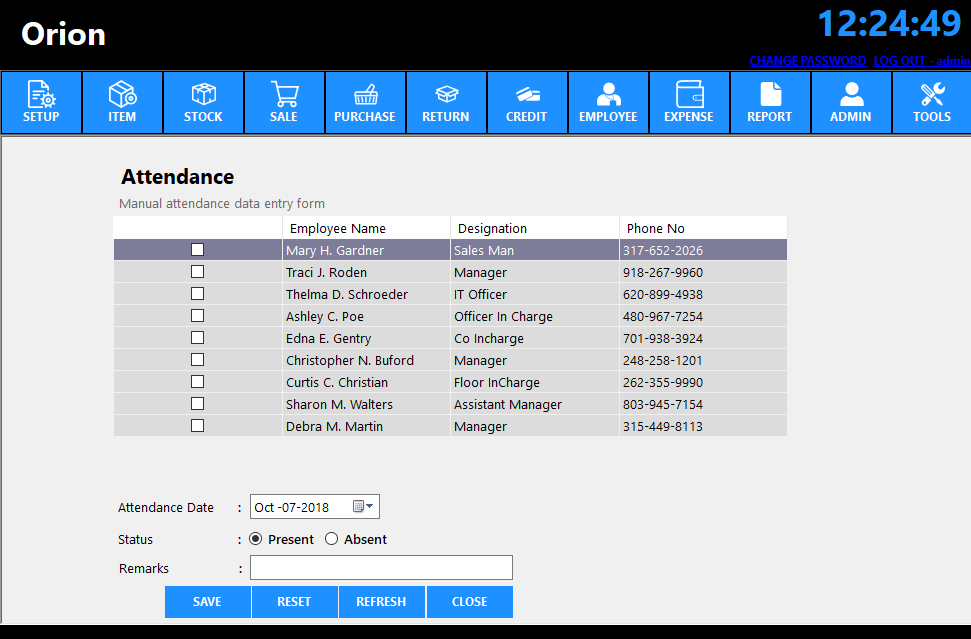 Orion
12:24:49
CHANGE PASSWORD LOG OUT - admin
SETUP ITEM STOCK SALE PURCHASE RETURN CREDIT EMPLOYEE EXPENSE REPORT ADMIN TOOLS
Attendance
Manual attendance data entry form
Employee Name Designation Phone No
Mary H. Gardner Sales Man 317-652-2026
Traci J. Roden Manager 918-267-9960
Thelma D. Schroeder IT Officer 620-899-4938
Ashley C. Poe Officer In Charge 480-967-7254
Edna E. Gentry Co Incharge 701-938-3924
Christopher N. Buford Manager 248-258-1201
Curtis C. Christian Floor InCharge 262-355-9990
Sharon M. Walters Assistant Manager 803-945-7154
Debra M. Martin Manager 315-449-8113
Attendance Date : Oct -07-2018
Status : Present Absent
Remarks :
SAVE RESET REFRESH CLOSE